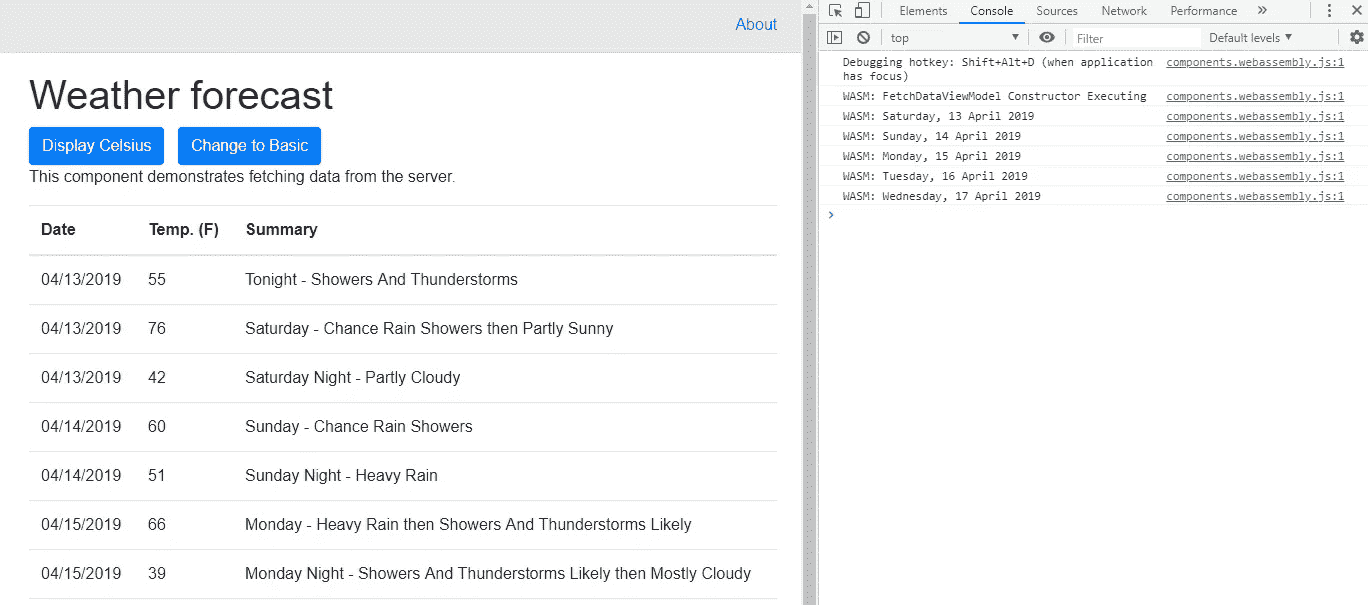 About
Weather forecast
Display Celsius Change to Basic
This component demonstrates fetching data from the server.
Date Temp. (F) Summary
04/13/2019 55 Tonight - Showers And Thunderstorms
04/13/2019 76 Saturday - Chance Rain Showers then Partly Sunny
04/13/2019 42 Saturday Night - Partly Cloudy
04/14/2019 60 Sunday - Chance Rain Showers
04/14/2019 51 Sunday Night - Heavy Rain
04/15/2019 66 Monday - Heavy Rain then Showers And Thunderstorms Likely
04/15/2019 39 Monday Night - Showers And Thunderstorms Likely then Mostly Cloudy
Elements Console Sources Network Performance
top Filter Default levels
Debugging hotkey: Shift+Alt+D (when application components.webassembly.js:1
has focus)
WASM: FetchDataViewModel Constructor Executing components.webassembly.js:1
WASM: Saturday, 13 April 2019 components.webassembly.js:1
WASM: Sunday, 14 April 2019 components.webassembly.js:1
WASM: Monday, 15 April 2019 components.webassembly.js:1
WASM: Tuesday, 16 April 2019 components.webassembly.js:1
WASM: Wednesday, 17 April 2019 components.webassembly.js:1